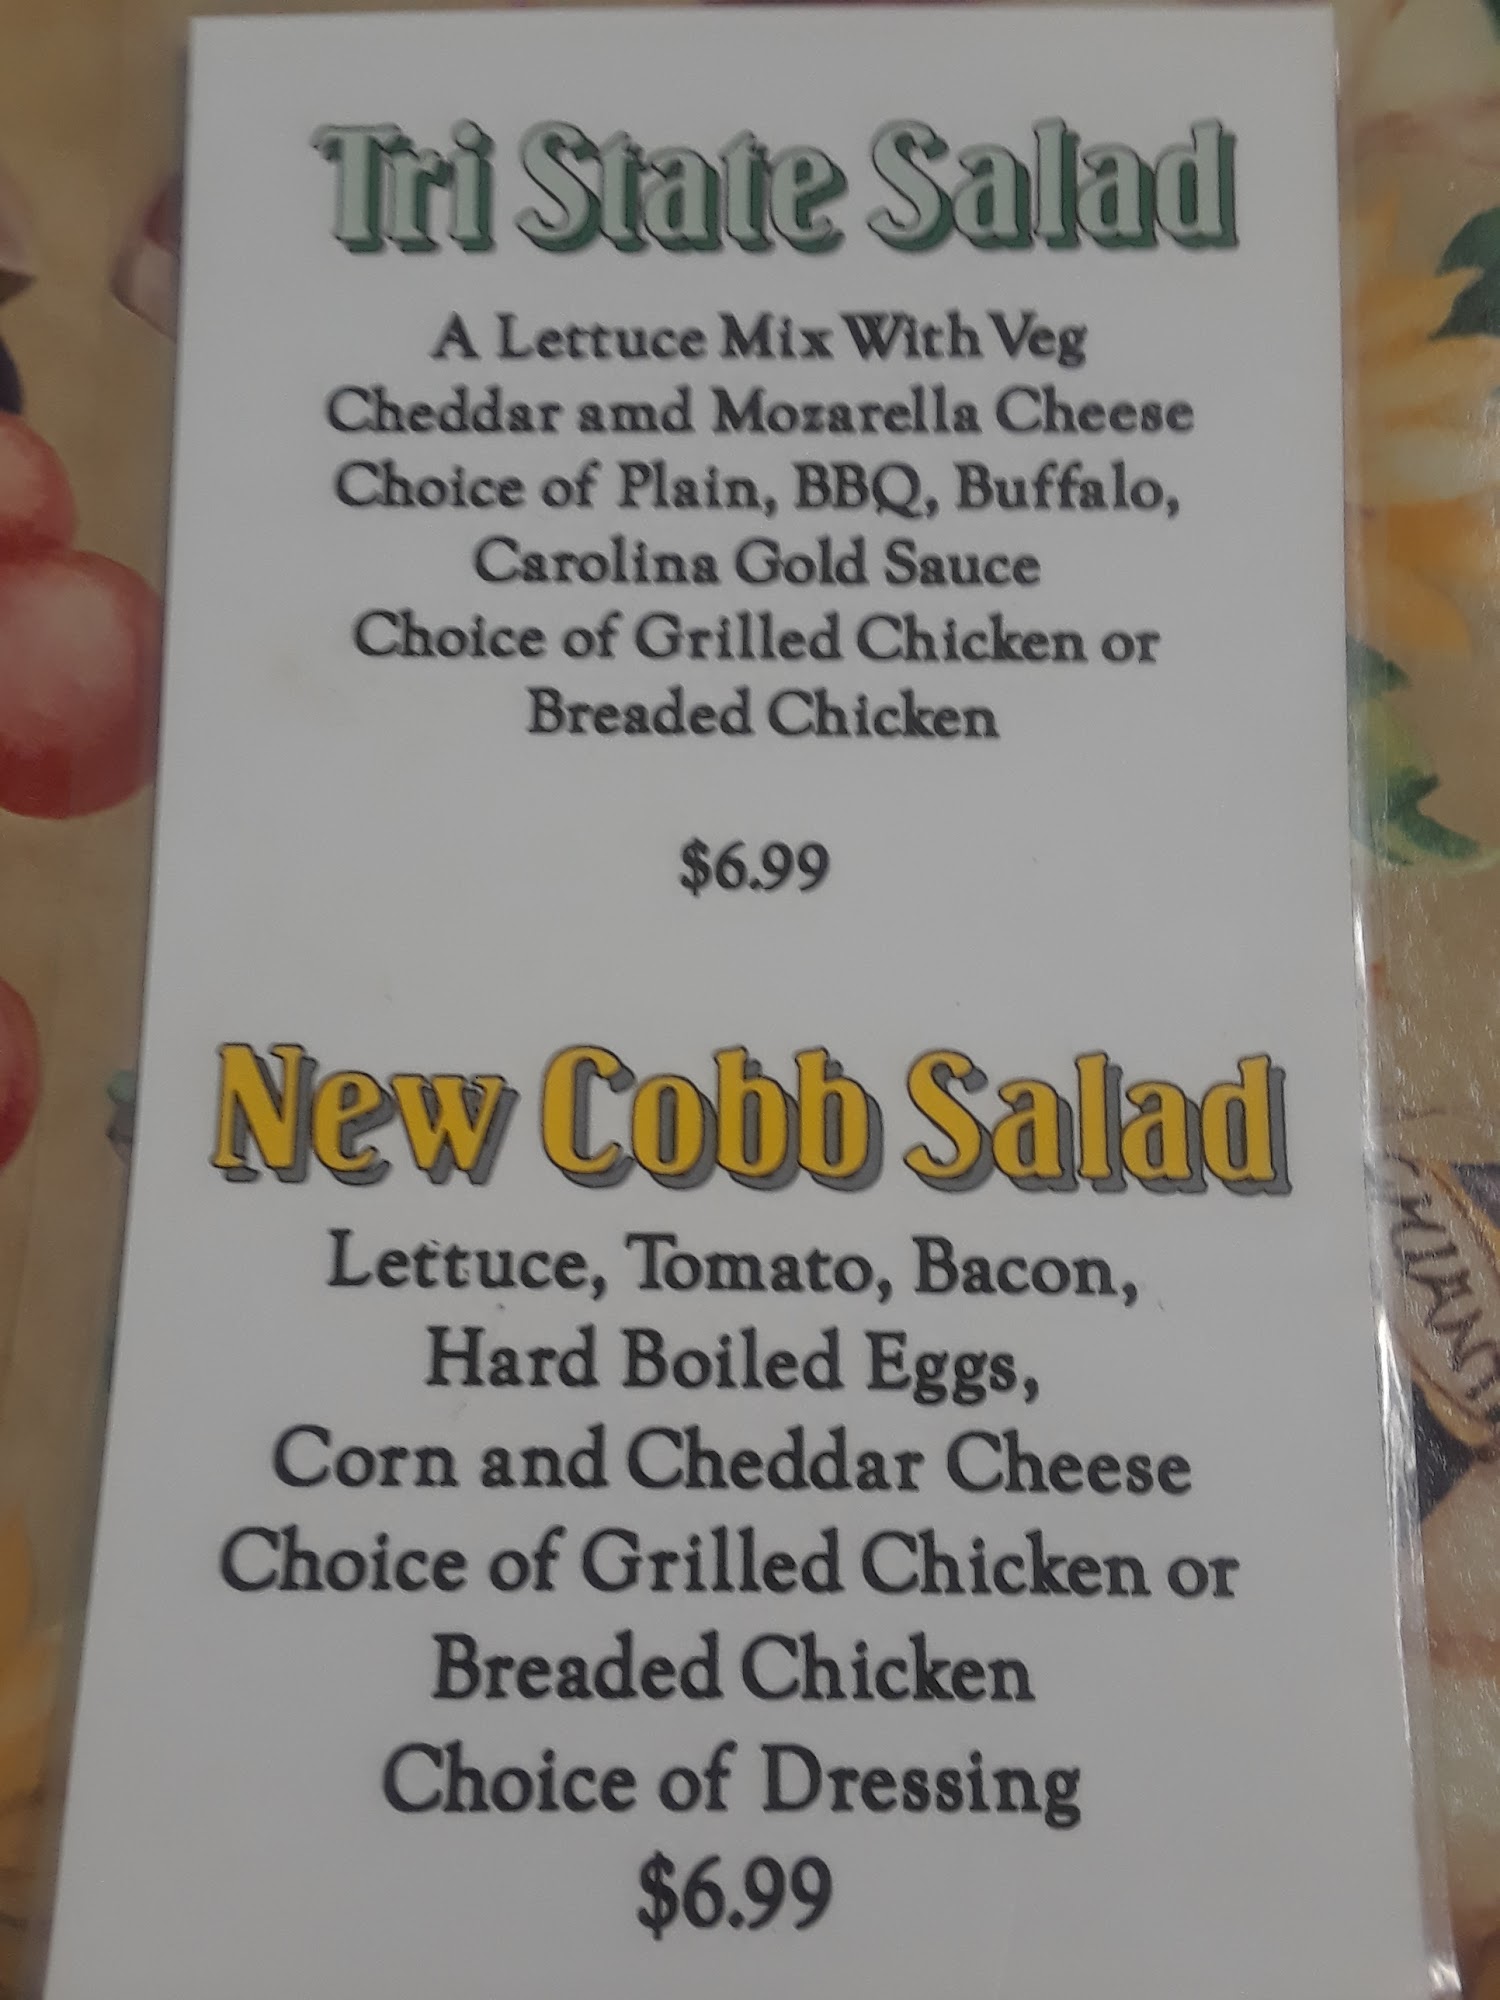 Tri State Salad
A Lettuce Mix With Veg
Cheddar amd Mozarella Cheese
Choice of Plain, BBQ, Buffalo,
Carolina Gold Sauce
Choice of Grilled Chicken or
Breaded Chicken
$6.99
New Cobb Salad
Lettuce, Tomato, Bacon,
Hard Boiled Eggs,
Corn and Cheddar Cheese
Choice of Grilled Chicken or
Breaded Chicken
Choice of Dressing
$6.99